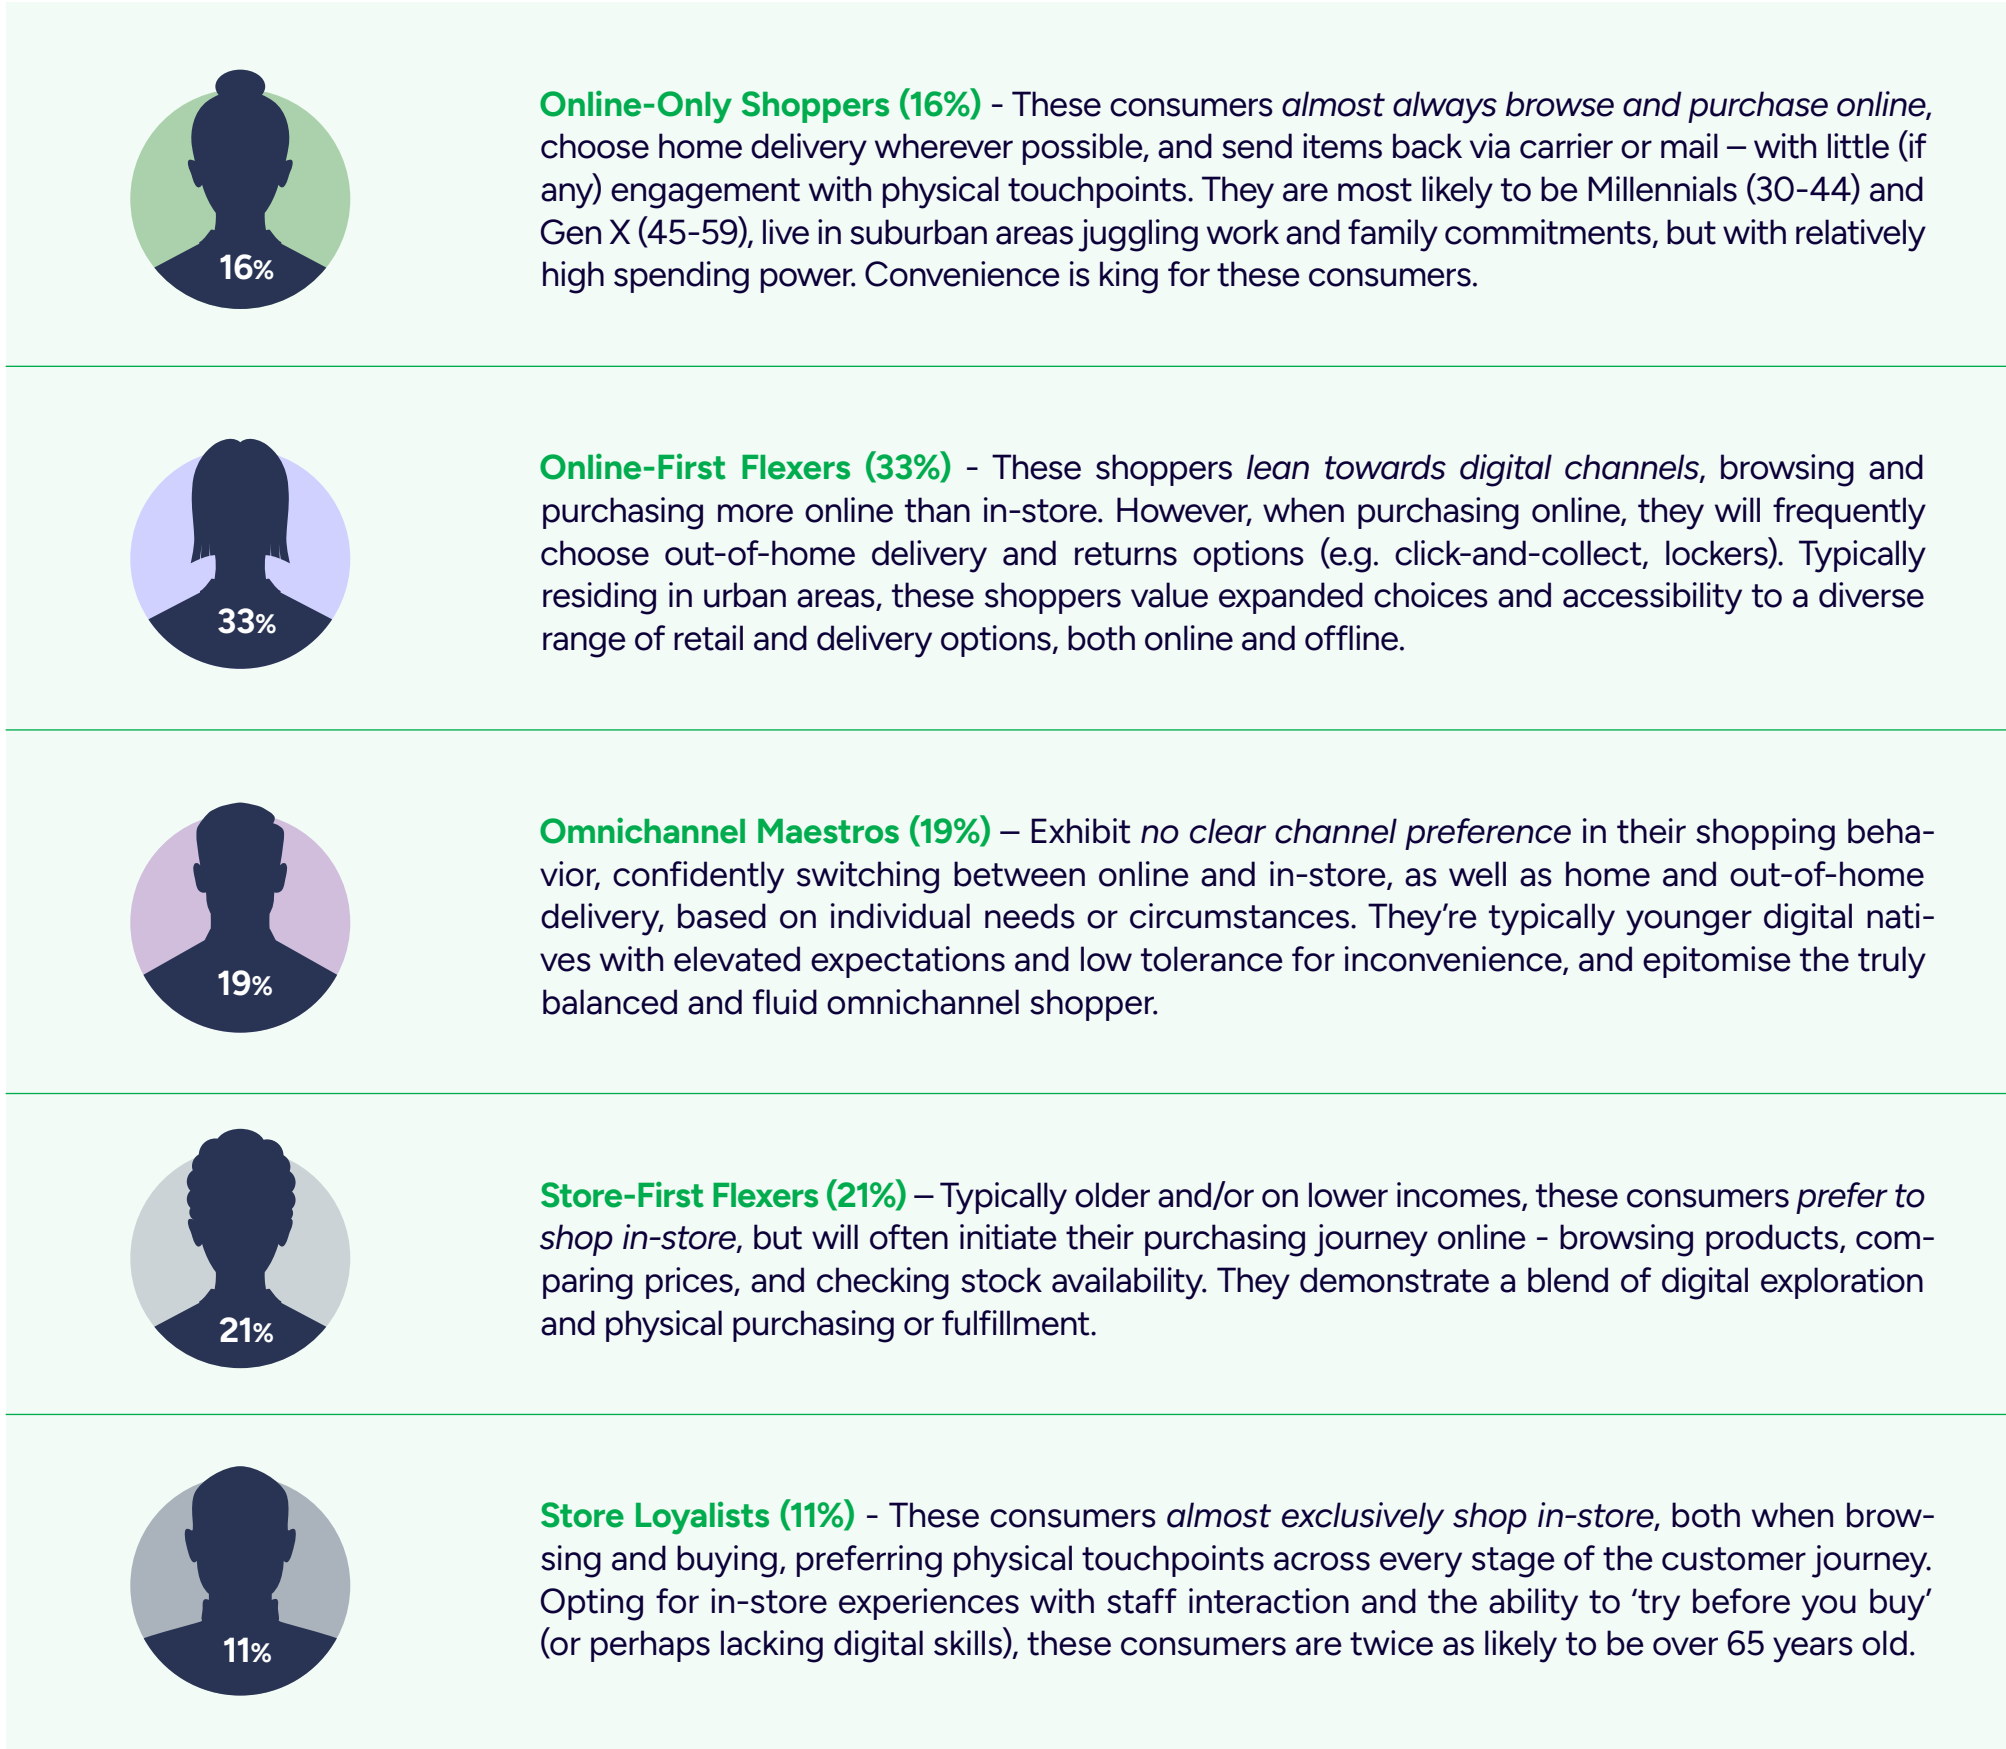 Online-Only Shoppers (16%) - These consumers almost always browse and purchase online,
choose home delivery wherever possible, and send items back via carrier or mail – with little (if
any) engagement with physical touchpoints. They are most likely to be Millennials (30-44) and
Gen X (45-59), live in suburban areas juggling work and family commitments, but with relatively
high spending power. Convenience is king for these consumers.
16%
Online-First Flexers (33%) - These shoppers lean towards digital channels, browsing and
purchasing more online than in-store. However, when purchasing online, they will frequently
choose out-of-home delivery and returns options (e.g. click-and-collect, lockers). Typically
residing in urban areas, these shoppers value expanded choices and accessibility to a diverse
range of retail and delivery options, both online and offline.
33%
Omnichannel Maestros (19%) – Exhibit no clear channel preference in their shopping beha-
vior, confidently switching between online and in-store, as well as home and out-of-home
delivery, based on individual needs or circumstances. They’re typically younger digital nati-
ves with elevated expectations and low tolerance for inconvenience, and epitomise the truly
balanced and fluid omnichannel shopper.
19%
Store-First Flexers (21%) – Typically older and/or on lower incomes, these consumers prefer to
shop in-store, but will often initiate their purchasing journey online - browsing products, com-
paring prices, and checking stock availability. They demonstrate a blend of digital exploration
and physical purchasing or fulfillment.
21%
Store Loyalists (11%) - These consumers almost exclusively shop in-store, both when brow-
sing and buying, preferring physical touchpoints across every stage of the customer journey.
Opting for in-store experiences with staff interaction and the ability to ‘try before you buy’
(or perhaps lacking digital skills), these consumers are twice as likely to be over 65 years old.
11%